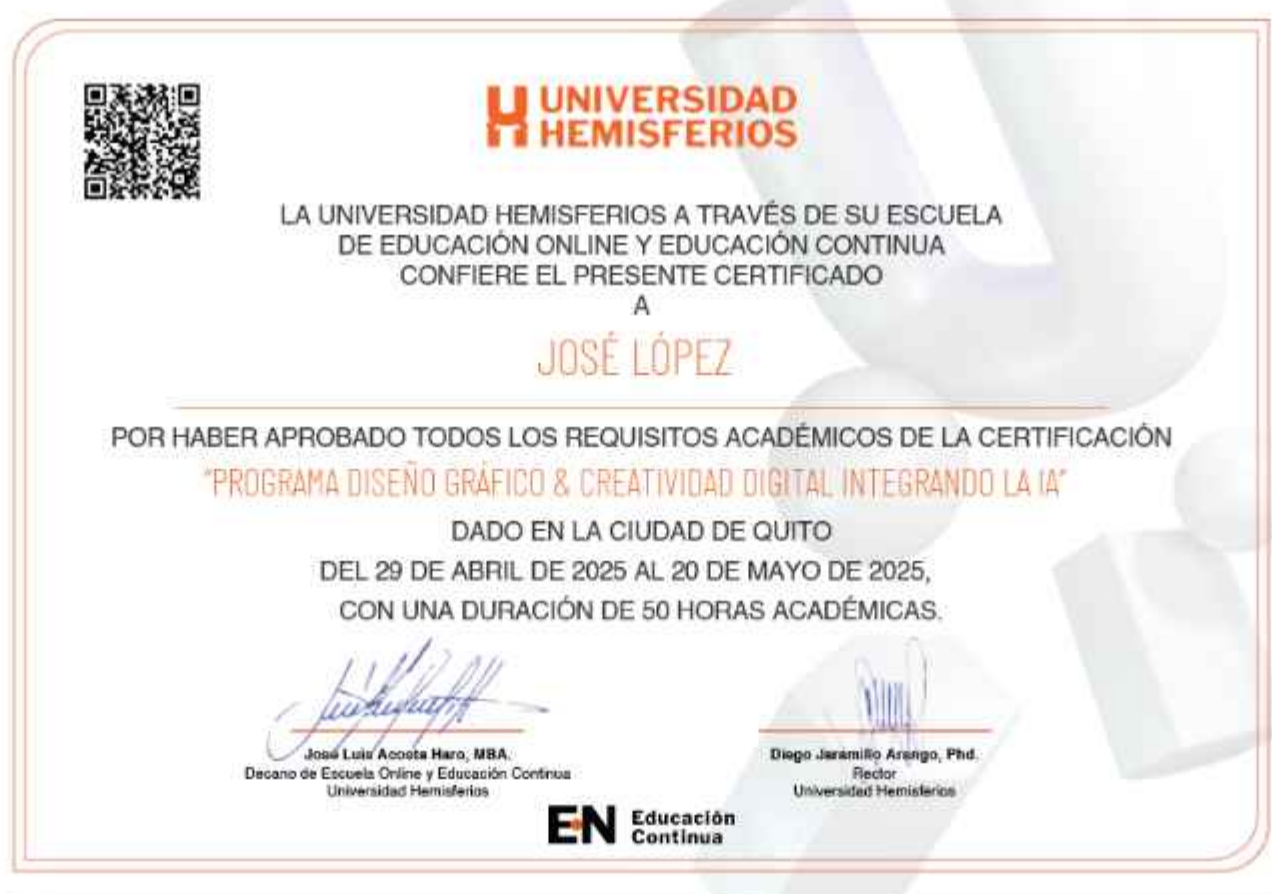 UNIVERSIDAD
HEMISFERIOS
LA UNIVERSIDAD HEMISFERIOS A TRAVÉS DE SU ESCUELA
DE EDUCACIÓN ONLINE Y EDUCACIÓN CONTINUA
CONFIERE EL PRESENTE CERTIFICADO
A
JOSÉ LÓPEZ
POR HABER APROBADO TODOS LOS REQUISITOS ACADÉMICOS DE LA CERTIFICACIÓN
"PROGRAMA DISEÑO GRÁFICO & CREATIVIDAD DIGITAL INTEGRANDO LA IA"
DADO EN LA CIUDAD DE QUITO
DEL 29 DE ABRIL DE 2025 AL 20 DE MAYO DE 2025,
CON UNA DURACIÓN DE 50 HORAS ACADÉMICAS.
José Luis Acosta Haro, MBA.
Decano de Escuela Online y Educación Continua
Universidad Hemisferios
Diego Jaramillo Arango, Phd.
Rector
Universidad Hemisferios
EN Educación
Continua